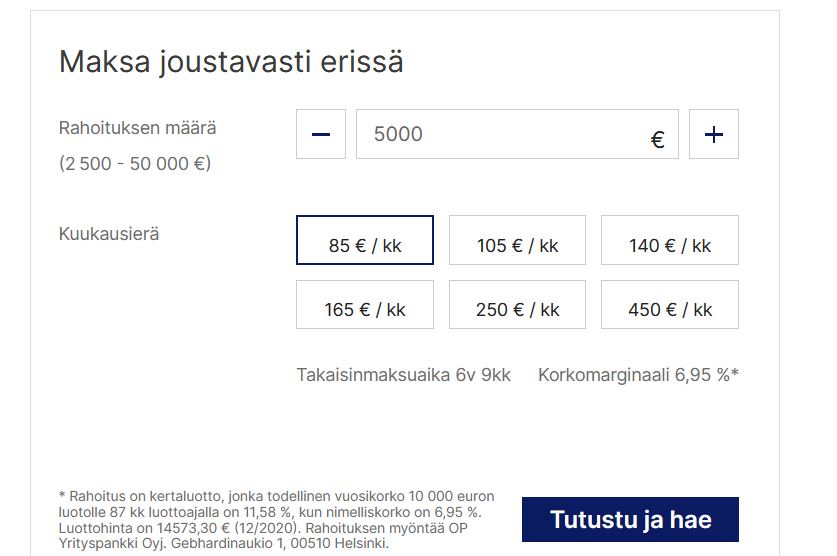 Maksa joustavasti erissä
Rahoituksen määrä
(2 500 - 50 000 €)
− 5000 € +
Kuukausierä
85 € / kk 105 € / kk 140 € / kk
165 € / kk 250 € / kk 450 € / kk
Takaisinmaksuaika 6v 9kk Korkomarginaali 6,95 %*
* Rahoitus on kertaluotto, jonka todellinen vuosikorko 10 000 euron
luotolle 87 kk luottoajalla on 11,58 %, kun nimelliskorko on 6,95 %.
Luottohinta on 14573,30 € (12/2020). Rahoituksen myöntää OP
Yrityspankki Oyj. Gebhardinaukio 1, 00510 Helsinki.
Tutustu ja hae